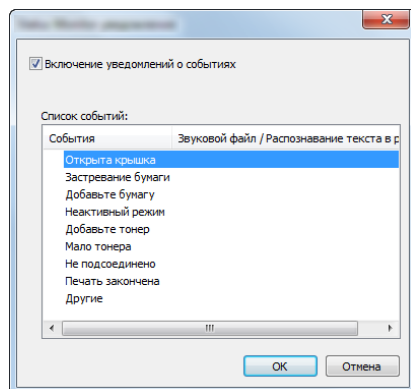 Включение уведомлений о событиях
Список событий:
События Звуковой файл / Распознавание текста в р
Открыта крышка
Застревание бумаги
Добавьте бумагу
Неактивный режим
Добавьте тонер
Мало тонера
Не подсоединено
Печать закончена
Другие
OK Отмена